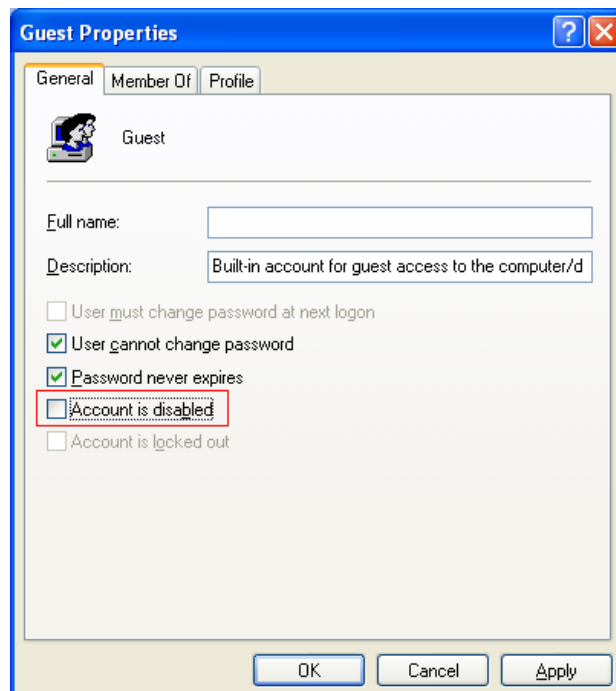 Guest Properties
General Member Of Profile
Guest
Full name:
Description: Built-in account for guest access to the computer/d
User must change password at next logon
User cannot change password
Password never expires
Account is disabled
Account is locked out
OK Cancel Apply